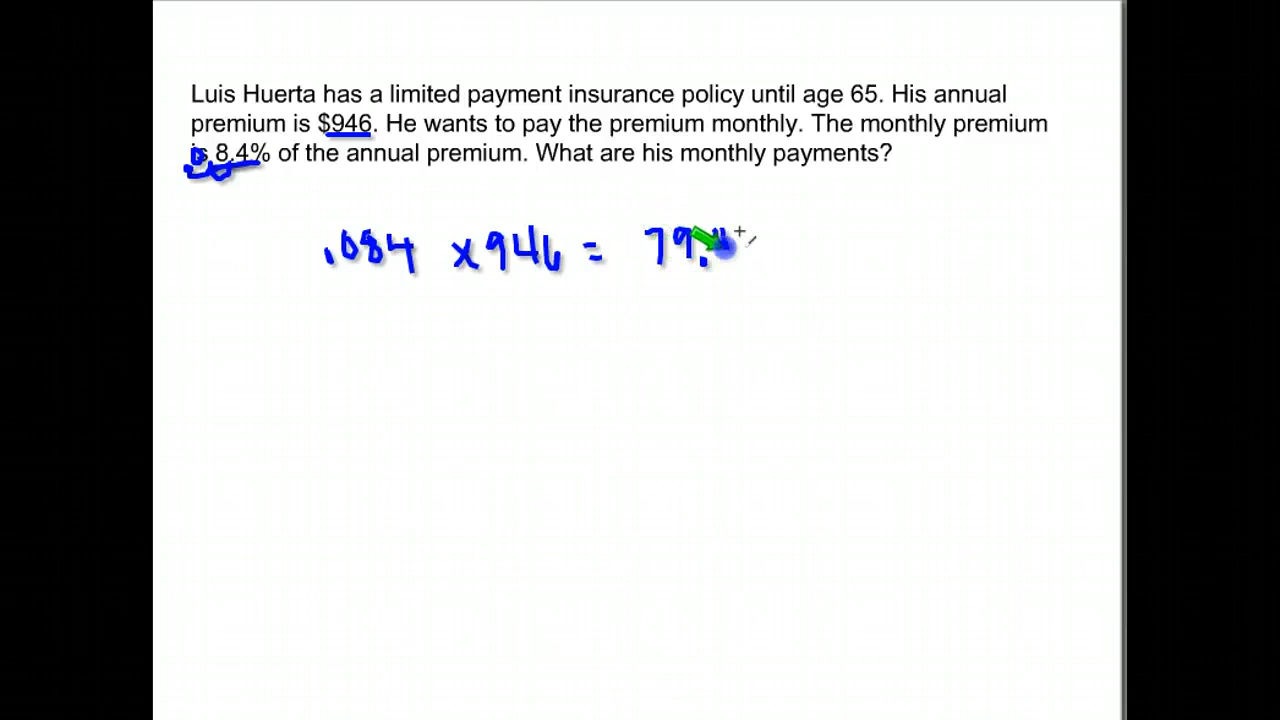 Luis Huerta has a limited payment insurance policy until age 65. His annual
premium is $946. He wants to pay the premium monthly. The monthly premium
is 8.4% of the annual premium. What are his monthly payments?
.084 x 946 = 79.